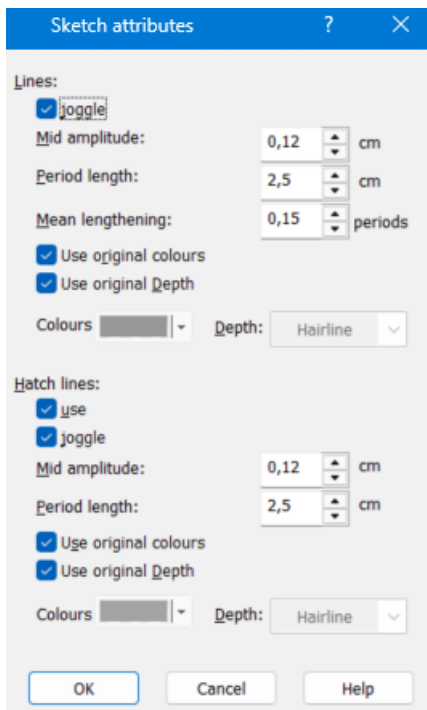 Sketch attributes ?
Lines:
joggle
Mid amplitude: 0,12 cm
Period length: 2,5 cm
Mean lengthening: 0,15 periods
Use original colours
Use original Depth
Colours Depth: Hairline
Hatch lines:
use
joggle
Mid amplitude: 0,12 cm
Period length: 2,5 cm
Use original colours
Use original Depth
Colours Depth: Hairline
OK Cancel Help